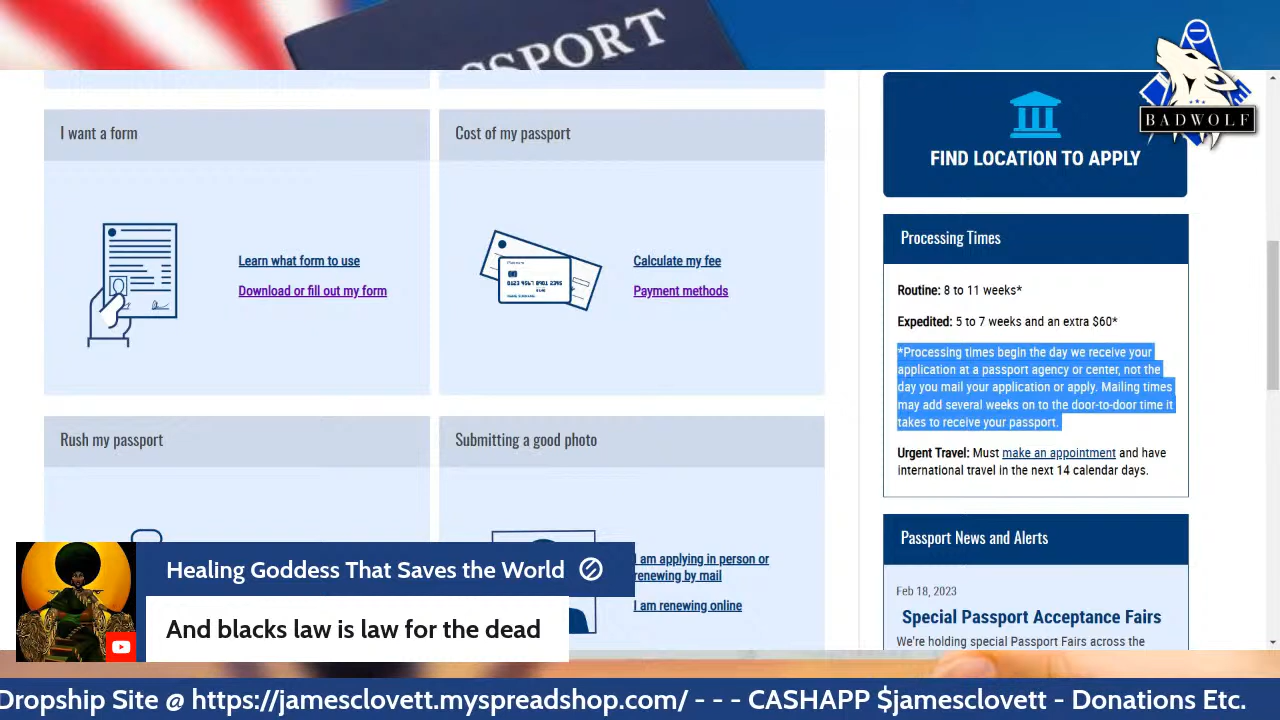 SSPORT
BADWOLF
I want a form
Cost of my passport
FIND LOCATION TO APPLY
Learn what form to use
Download or fill out my form
Calculate my fee
Payment methods
Processing Times
Routine: 8 to 11 weeks*
Expedited: 5 to 7 weeks and an extra $60*
*Processing times begin the day we receive your
application at a passport agency or center, not the
day you mail your application or apply. Mailing times
may add several weeks on to the door-to-door time it
takes to receive your passport.
Urgent Travel: Must make an appointment and have
international travel in the next 14 calendar days.
Rush my passport
Submitting a good photo
I am applying in person or
renewing by mail
I am renewing online
Passport News and Alerts
Feb 18, 2023
Special Passport Acceptance Fairs
We're holding special Passport Fairs across the
Healing Goddess That Saves the World
And blacks law is law for the dead
Dropship Site @ https://jamesclovett.myspreadshop.com/ - - - CASHAPP $jamesclovett - Donations Etc.